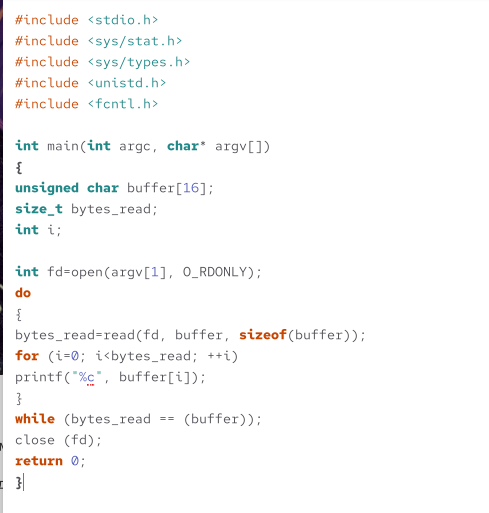 #include <stdio.h>
#include <sys/stat.h>
#include <sys/types.h>
#include <unistd.h>
#include <fcntl.h>
int main(int argc, char* argv[])
{
unsigned char buffer[16];
size_t bytes_read;
int i;
int fd=open(argv[1], O_RDONLY);
do
{
bytes_read=read(fd, buffer, sizeof(buffer));
for (i=0; i<bytes_read; ++i)
printf("%c", buffer[i]);
}
while (bytes_read == (buffer));
close (fd);
return 0;
}